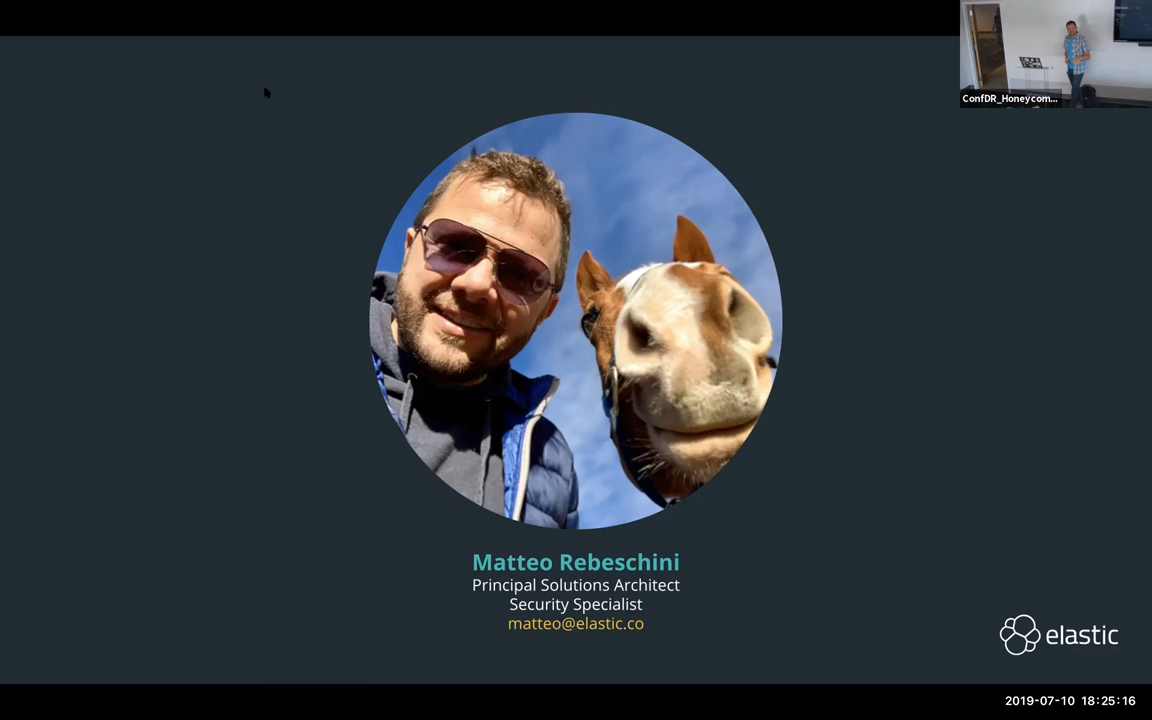 ConfDR_Honeycom...
Matteo Rebeschini
Principal Solutions Architect
Security Specialist
matteo@elastic.co
elastic
2019-07-10 18:25:16